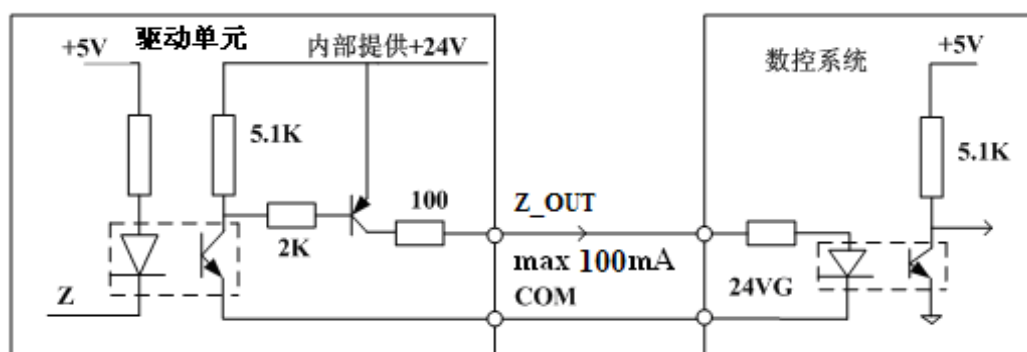 驱动单元
+5V
内部提供+24V
5.1K
2K
100
Z
Z_OUT
max 100mA
COM
数控系统
+5V
5.1K
24VG